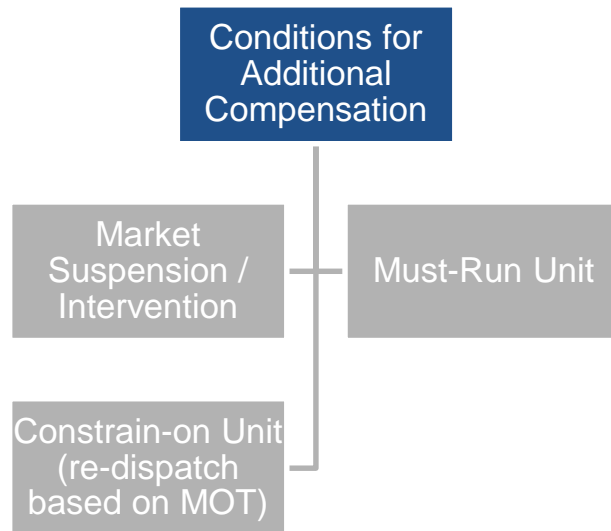 Conditions for
Additional
Compensation
Market
Suspension /
Intervention
Must-Run Unit
Constrain-on Unit
(re-dispatch
based on MOT)